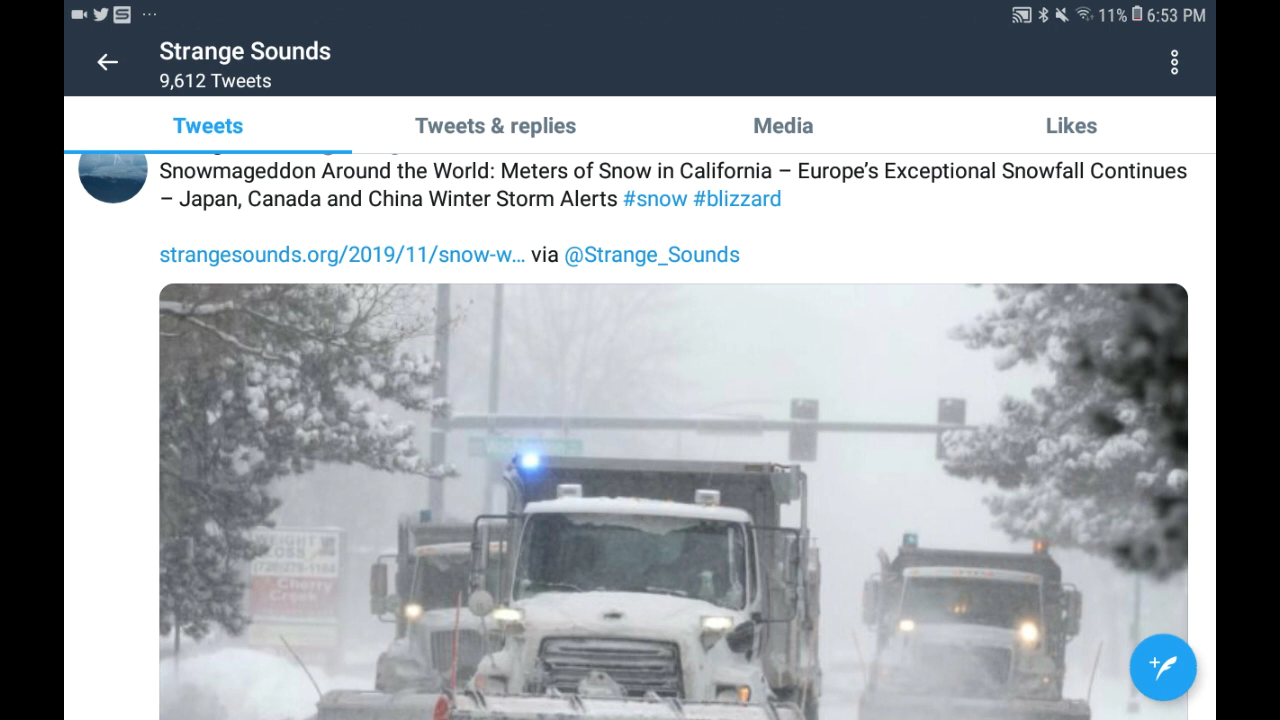 11% 6:53 PM
Strange Sounds
9,612 Tweets
Tweets Tweets & replies Media Likes
Snowmageddon Around the World: Meters of Snow in California – Europe’s Exceptional Snowfall Continues
– Japan, Canada and China Winter Storm Alerts #snow #blizzard
strangesounds.org/2019/11/snow-w… via @Strange_Sounds
Cherry
Creek